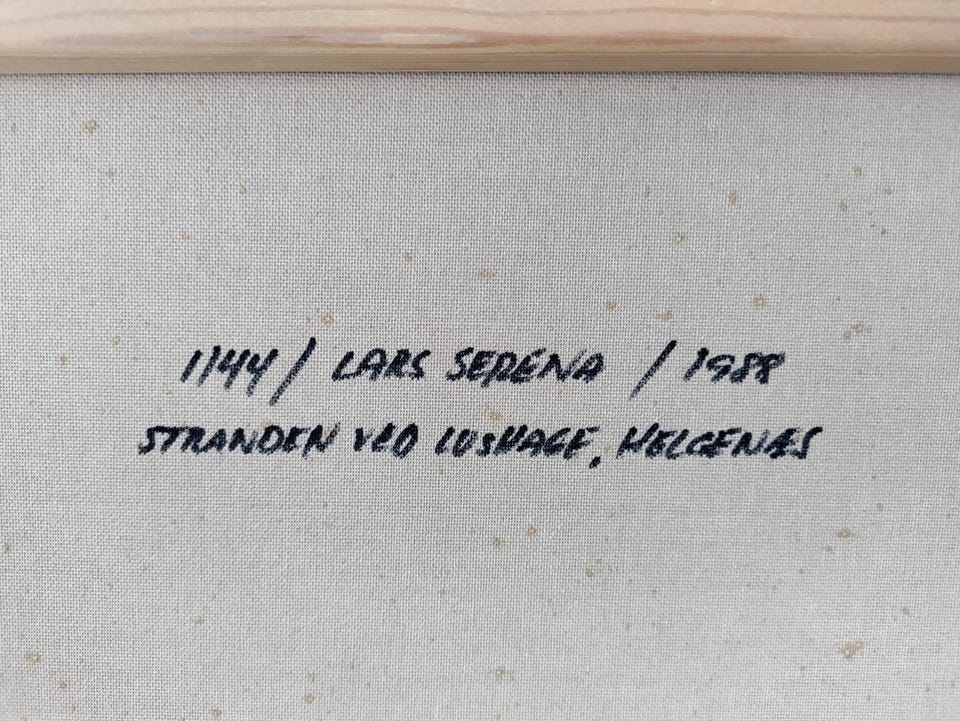 1144 / LARS SERENA / 1988
STRANDEN VED LUSHAGE, HELGENÆS